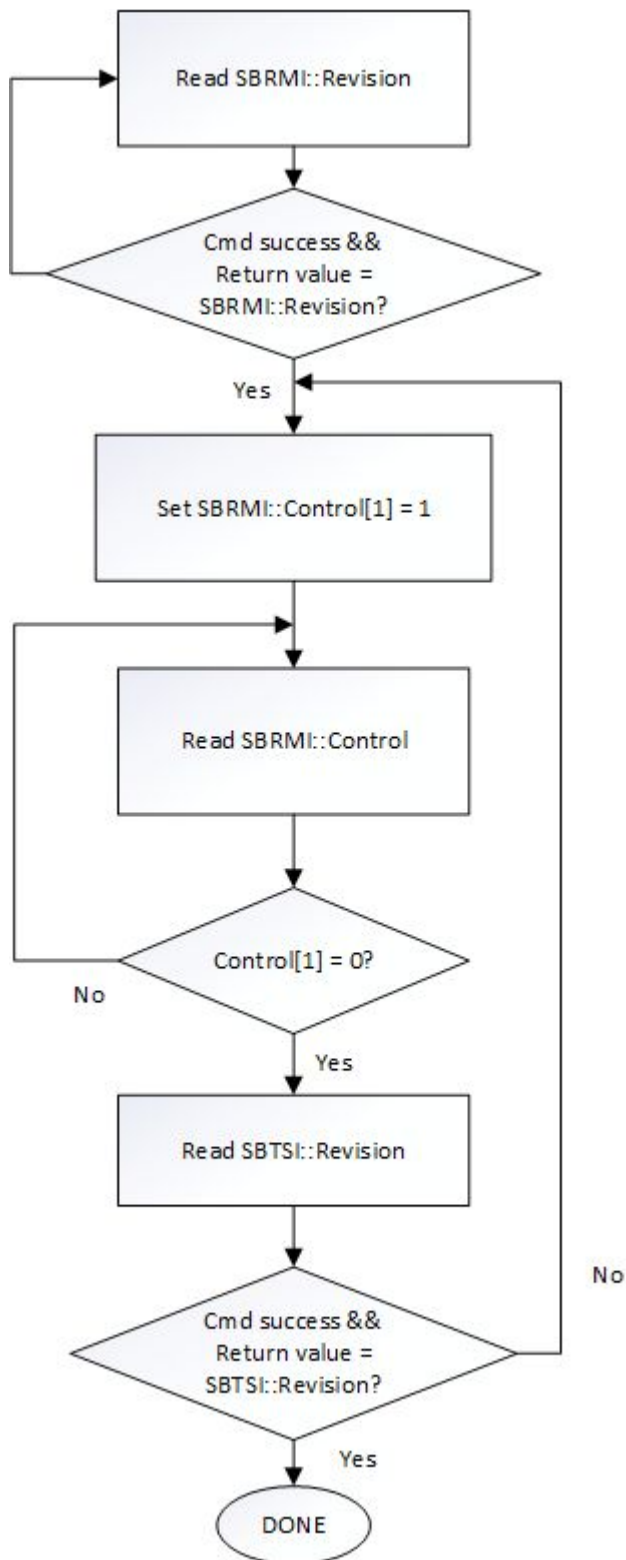 Read SBRMI::Revision
Cmd success &&
Return value =
SBRMI::Revision?
Yes
Set SBRMI::Control[1] = 1
Read SBRMI::Control
Control[1] = 0?
No
Yes
Read SBTSI::Revision
No
Cmd success &&
Return value =
SBTSI::Revision?
Yes
DONE